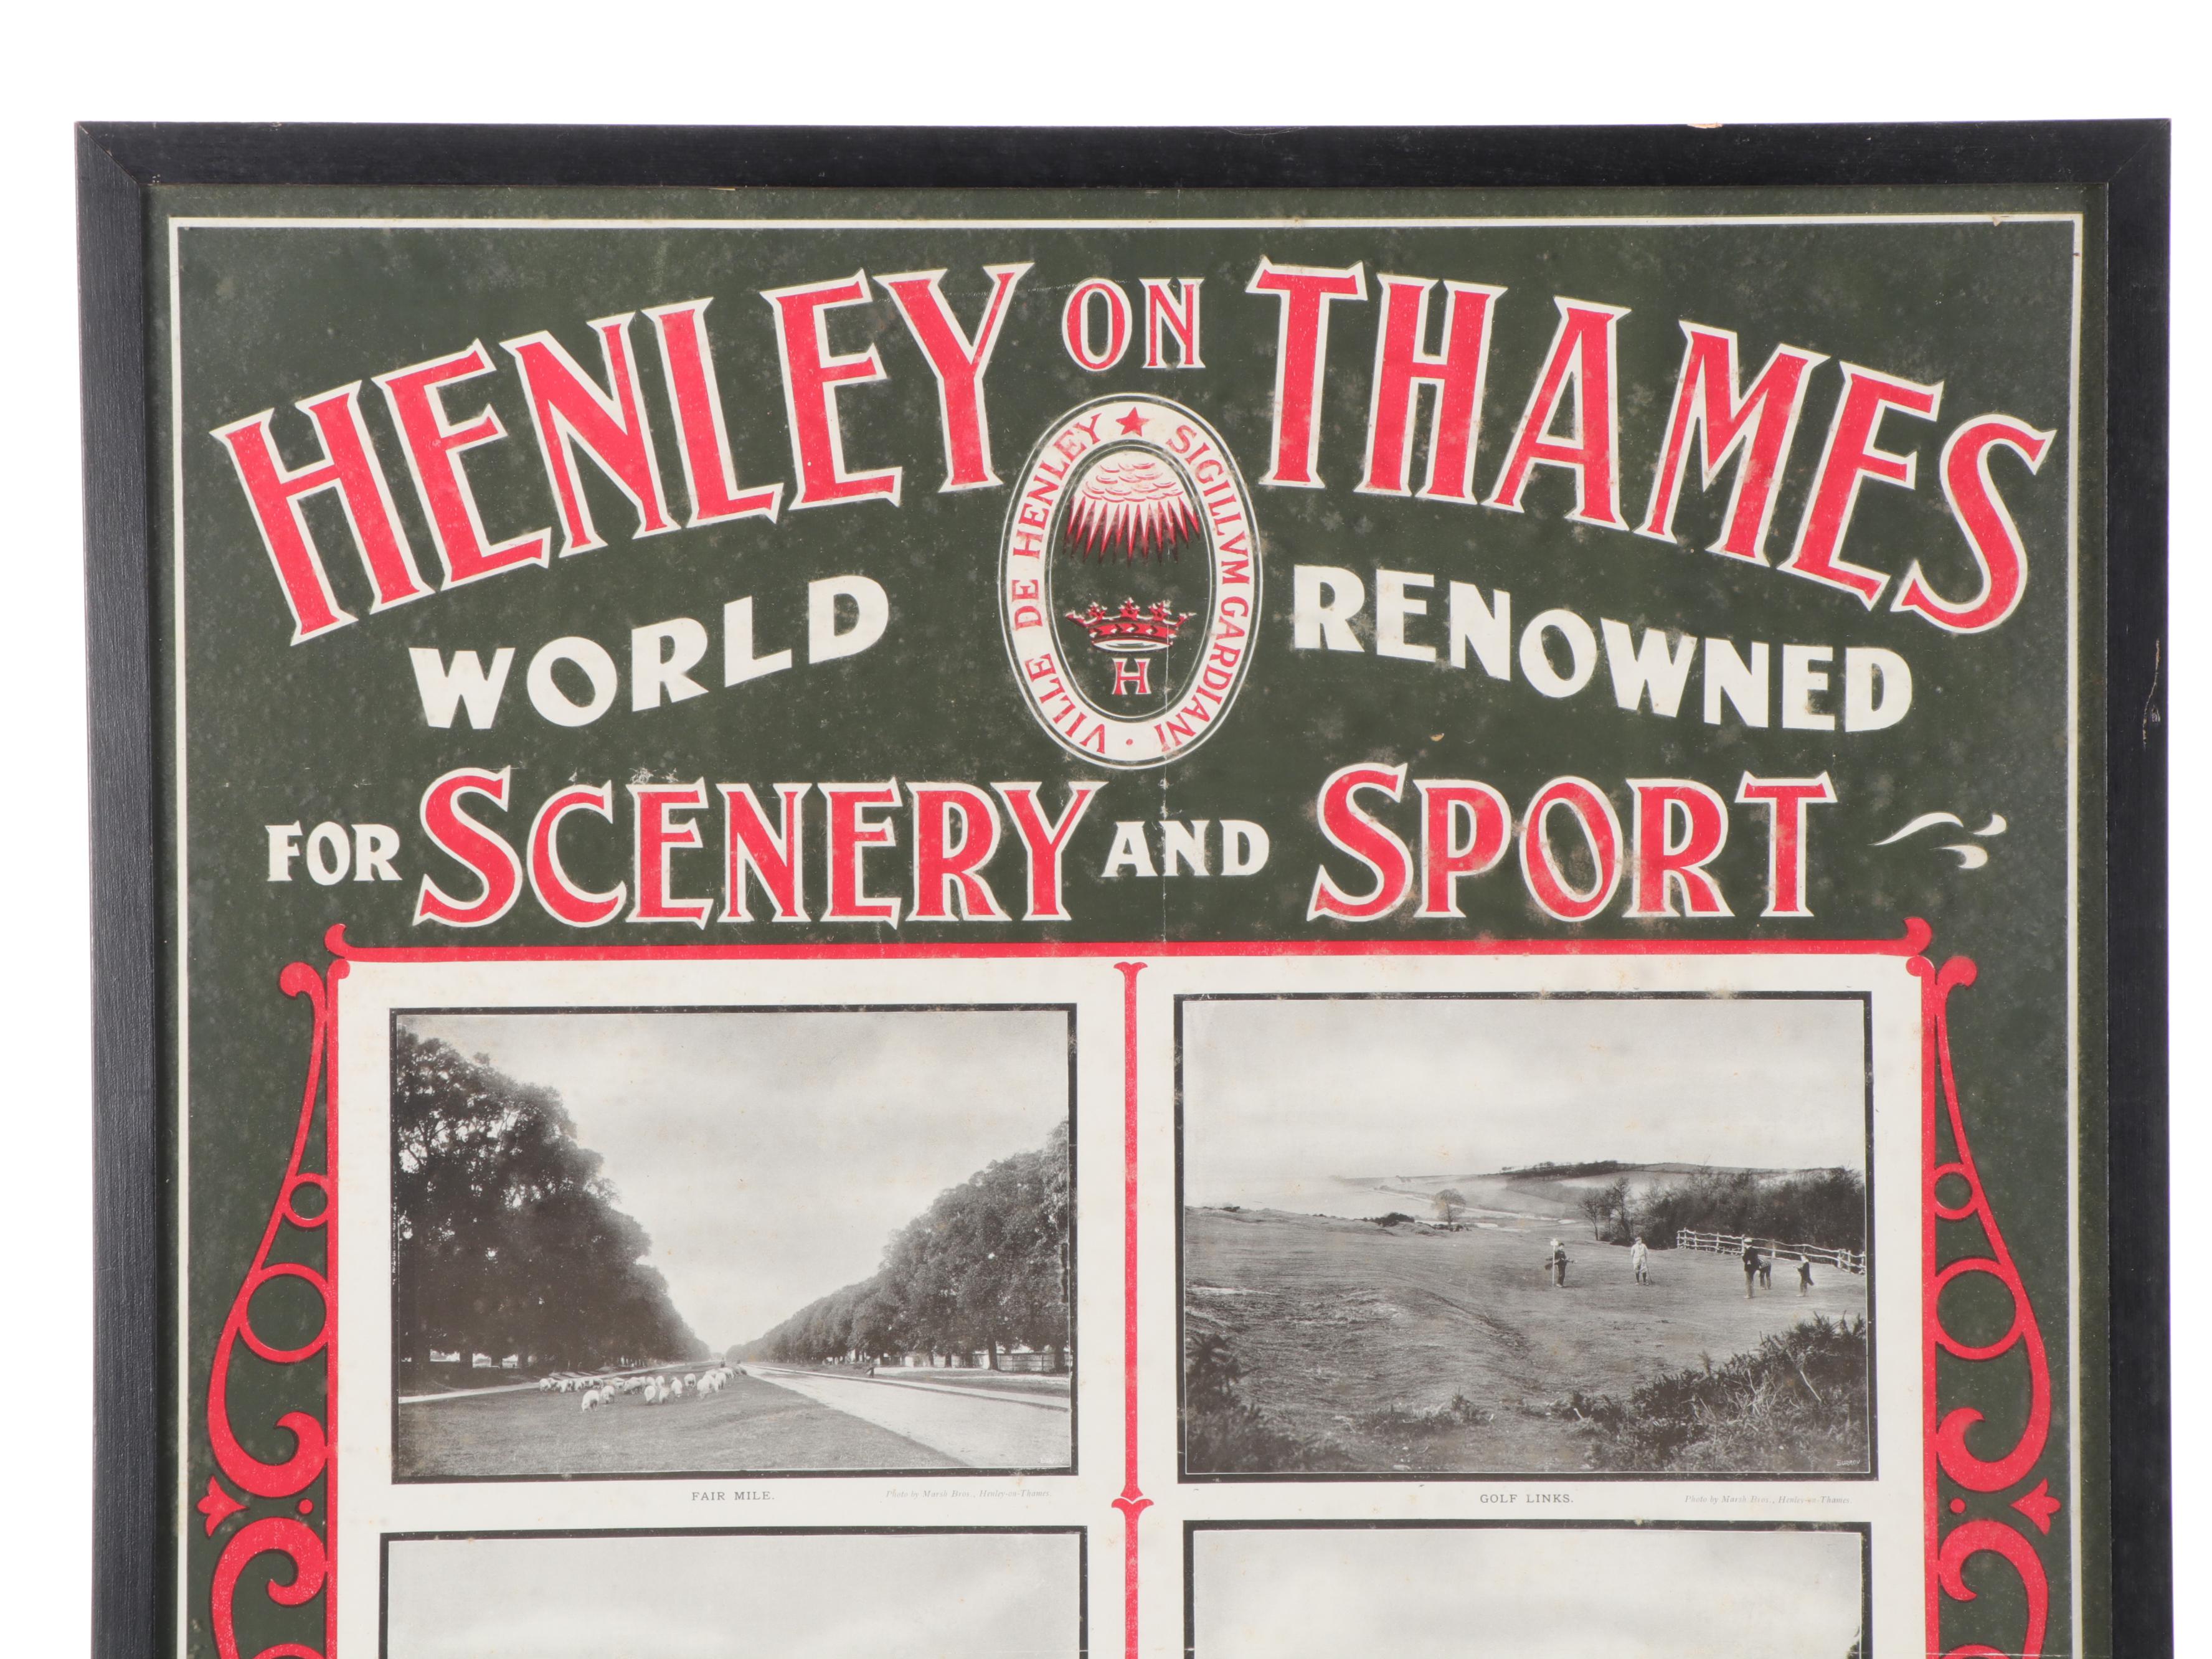 HENLEY ON THAMES
★ SIGILLVM GARDIANI · VILLE DE HENLEY
H
WORLD RENOWNED
FOR SCENERY AND SPORT
FAIR MILE.
Photo by Marsh Bros., Henley-on-Thames.
GOLF LINKS.
Photo by Marsh Bros., Henley-on-Thames.